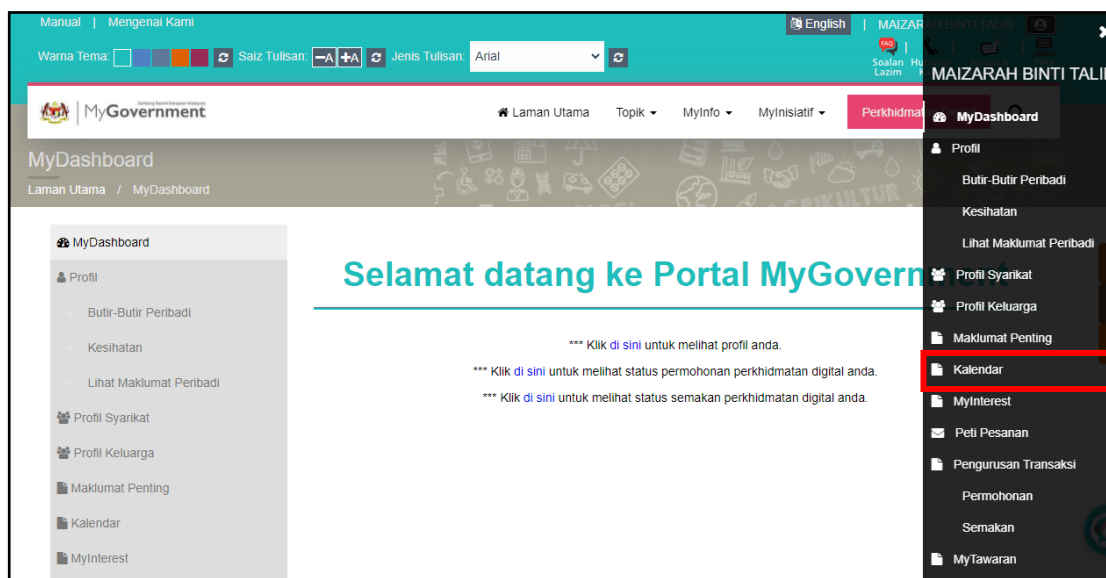 Manual | Mengenai Kami
English | MAIZARAH BINTI TALIB
Warna Tema: Saiz Tulisan: -A +A Jenis Tulisan: Arial
FAQ
Soalan
Lazim
MAIZARAH BINTI TALI
MyGovernment
Laman Utama Topik MyInfo MyInisiatif Perkhidmat
MyDashboard
Laman Utama / MyDashboard
MyDashboard
Profil
Butir-Butir Peribadi
Kesihatan
Lihat Maklumat Peribadi
Profil Syarikat
Profil Keluarga
Maklumat Penting
Kalendar
MyInterest
Selamat datang ke Portal MyGovernment
*** Klik di sini untuk melihat profil anda.
*** Klik di sini untuk melihat status permohonan perkhidmatan digital anda.
*** Klik di sini untuk melihat status semakan perkhidmatan digital anda.
MyDashboard
Profil
Butir-Butir Peribadi
Kesihatan
Lihat Maklumat Peribadi
Profil Syarikat
Profil Keluarga
Maklumat Penting
Kalendar
MyInterest
Peti Pesanan
Pengurusan Transaksi
Permohonan
Semakan
MyTawaran